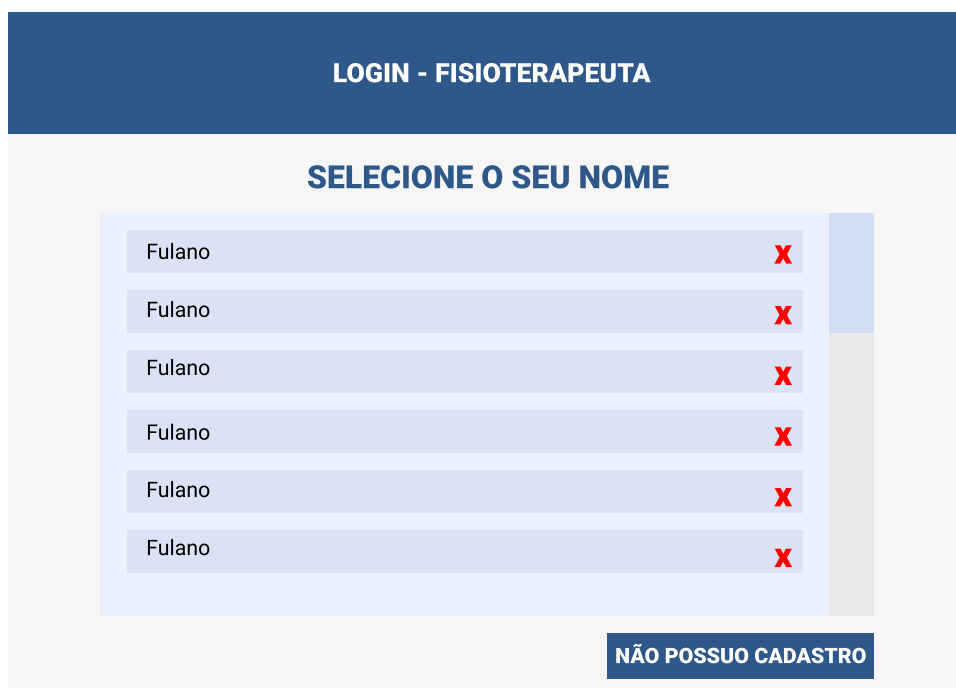 LOGIN - FISIOTERAPEUTA
SELECIONE O SEU NOME
Fulano X
Fulano X
Fulano X
Fulano X
Fulano X
Fulano X
NÃO POSSUO CADASTRO